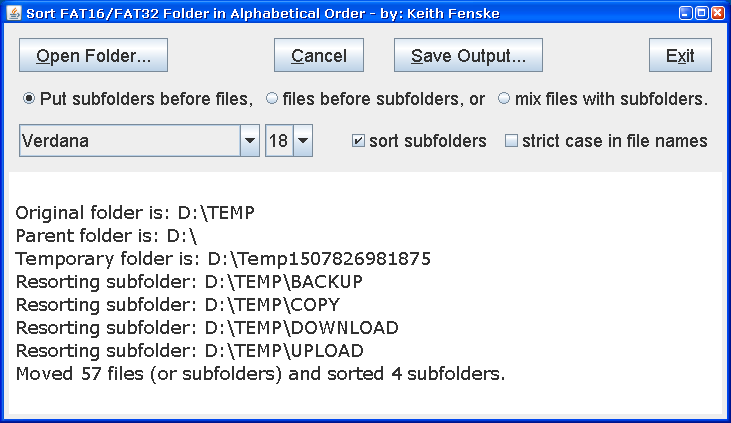 Sort FAT16/FAT32 Folder in Alphabetical Order - by: Keith Fenske
Open Folder... Cancel Save Output... Exit
Put subfolders before files, files before subfolders, or mix files with subfolders.
Verdana 18 sort subfolders strict case in file names
Original folder is: D:\TEMP
Parent folder is: D:\
Temporary folder is: D:\Temp1507826981875
Resorting subfolder: D:\TEMP\BACKUP
Resorting subfolder: D:\TEMP\COPY
Resorting subfolder: D:\TEMP\DOWNLOAD
Resorting subfolder: D:\TEMP\UPLOAD
Moved 57 files (or subfolders) and sorted 4 subfolders.